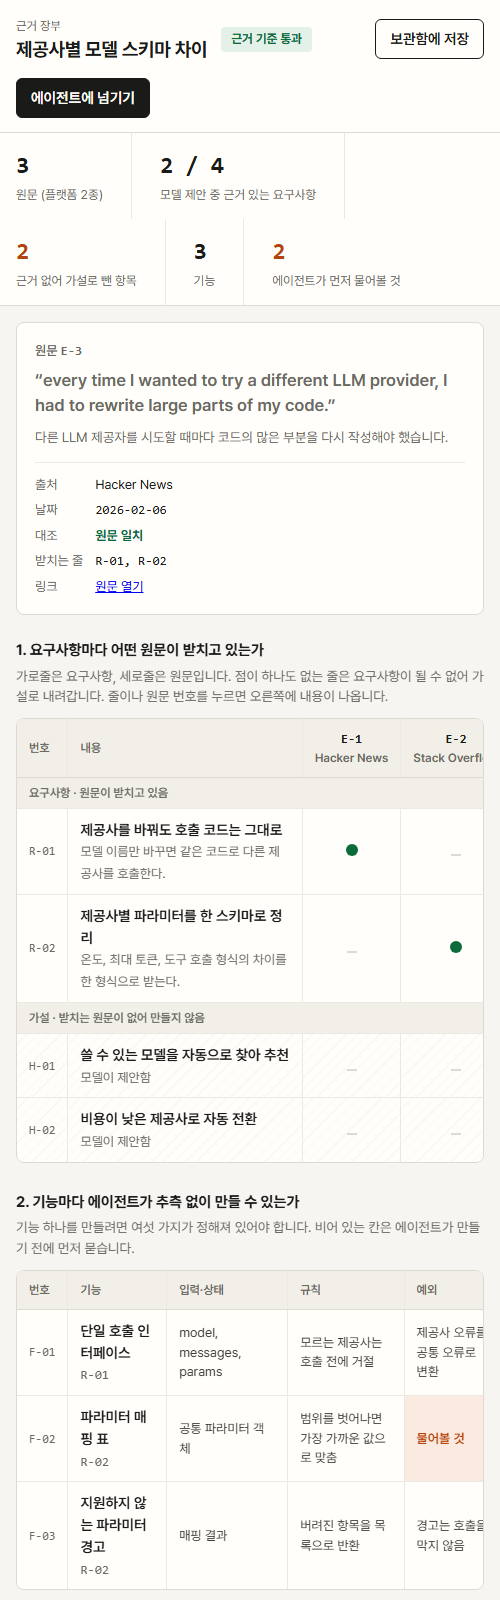 근거 장부
제공사별 모델 스키마 차이
근거 기준 통과
보관함에 저장
에이전트에 넘기기
3
원문 (플랫폼 2종)
2 / 4
모델 제안 중 근거 있는 요구사항
2
근거 없어 가설로 뺀 항목
3
기능
2
에이전트가 먼저 물어볼 것
원문 E-3
“every time I wanted to try a different LLM provider, I
had to rewrite large parts of my code.”
다른 LLM 제공자를 시도할 때마다 코드의 많은 부분을 다시 작성해야 했습니다.
출처 Hacker News
날짜 2026-02-06
대조 원문 일치
받치는 줄 R-01, R-02
링크 원문 열기
1. 요구사항마다 어떤 원문이 받치고 있는가
가로줄은 요구사항, 세로줄은 원문입니다. 점이 하나도 없는 줄은 요구사항이 될 수 없어 가
설로 내려갑니다. 줄이나 원문 번호를 누르면 오른쪽에 내용이 나옵니다.
번호 내용 E-1 E-2
Hacker News Stack Overfl
요구사항 · 원문이 받치고 있음
R-01
제공사를 바꿔도 호출 코드는 그대로
모델 이름만 바꾸면 같은 코드로 다른 제
공사를 호출한다.
—
R-02
제공사별 파라미터를 한 스키마로 정
리
온도, 최대 토큰, 도구 호출 형식의 차이를
한 형식으로 받는다.
—
가설 · 받치는 원문이 없어 만들지 않음
H-01
쓸 수 있는 모델을 자동으로 찾아 추천
모델이 제안함
— —
H-02
비용이 낮은 제공사로 자동 전환
모델이 제안함
— —
2. 기능마다 에이전트가 추측 없이 만들 수 있는가
기능 하나를 만들려면 여섯 가지가 정해져 있어야 합니다. 비어 있는 칸은 에이전트가 만들
기 전에 먼저 묻습니다.
번호 기능 입력·상태 규칙 예외
F-01
단일 호출 인
터페이스
R-01
model,
messages,
params
모르는 제공사는
호출 전에 거절
제공사 오류를
공통 오류로
변환
F-02
파라미터 매
핑 표
R-02
공통 파라미터 객
체
범위를 벗어나면
가장 가까운 값으
로 맞춤
물어볼 것
F-03
지원하지 않
는 파라미터
경고
R-02
매핑 결과
버려진 항목을 목
록으로 반환
경고는 호출을
막지 않음